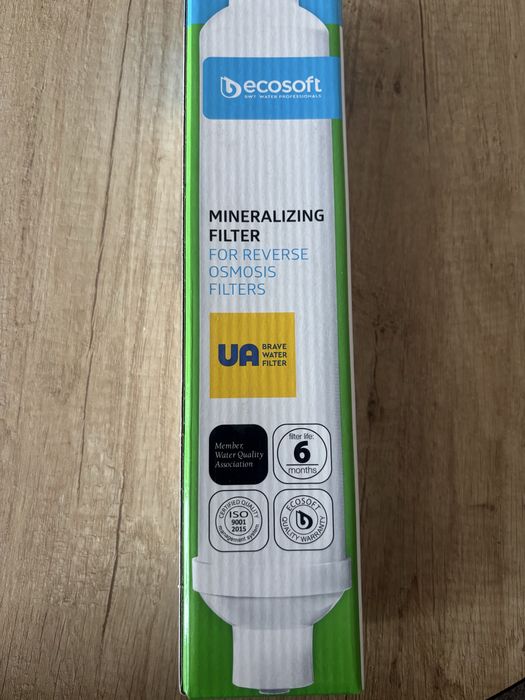 ecosoft
BWT WATER PROFESSIONALS
MINERALIZING
FILTER
FOR REVERSE
OSMOSIS
FILTERS
UA
BRAVE
WATER
FILTER
Member,
Water Quality
Association
filter life:
6
months
CERTIFIED QUALITY
ISO
9001
2015
management system
ECOSOFT
QUALITY WARRANTY